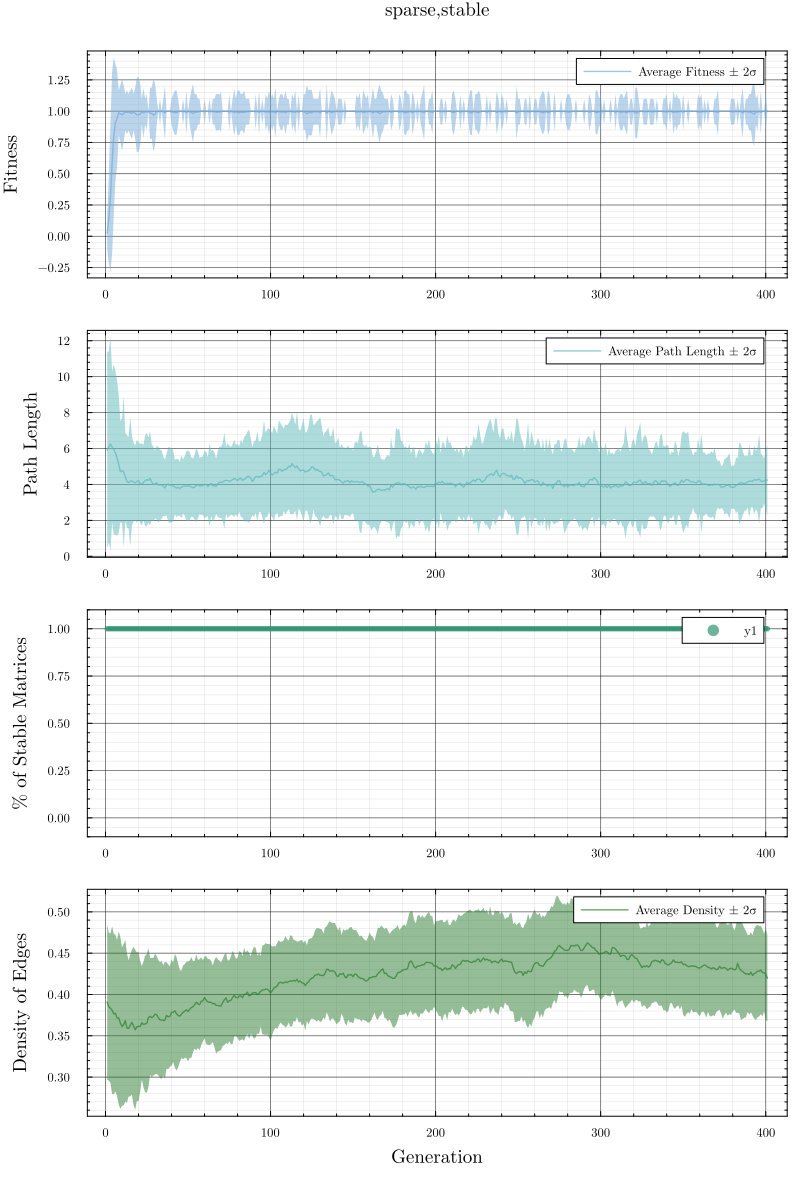 sparse,stable
Fitness
1.25
1.00
0.75
0.50
0.25
0.00
−0.25
Average Fitness ± 2σ
0 100 200 300 400
Path Length
12
10
8
6
4
2
0
Average Path Length ± 2σ
0 100 200 300 400
% of Stable Matrices
1.00
0.75
0.50
0.25
0.00
y1
0 100 200 300 400
Density of Edges
0.50
0.45
0.40
0.35
0.30
Average Density ± 2σ
0 100 200 300 400
Generation